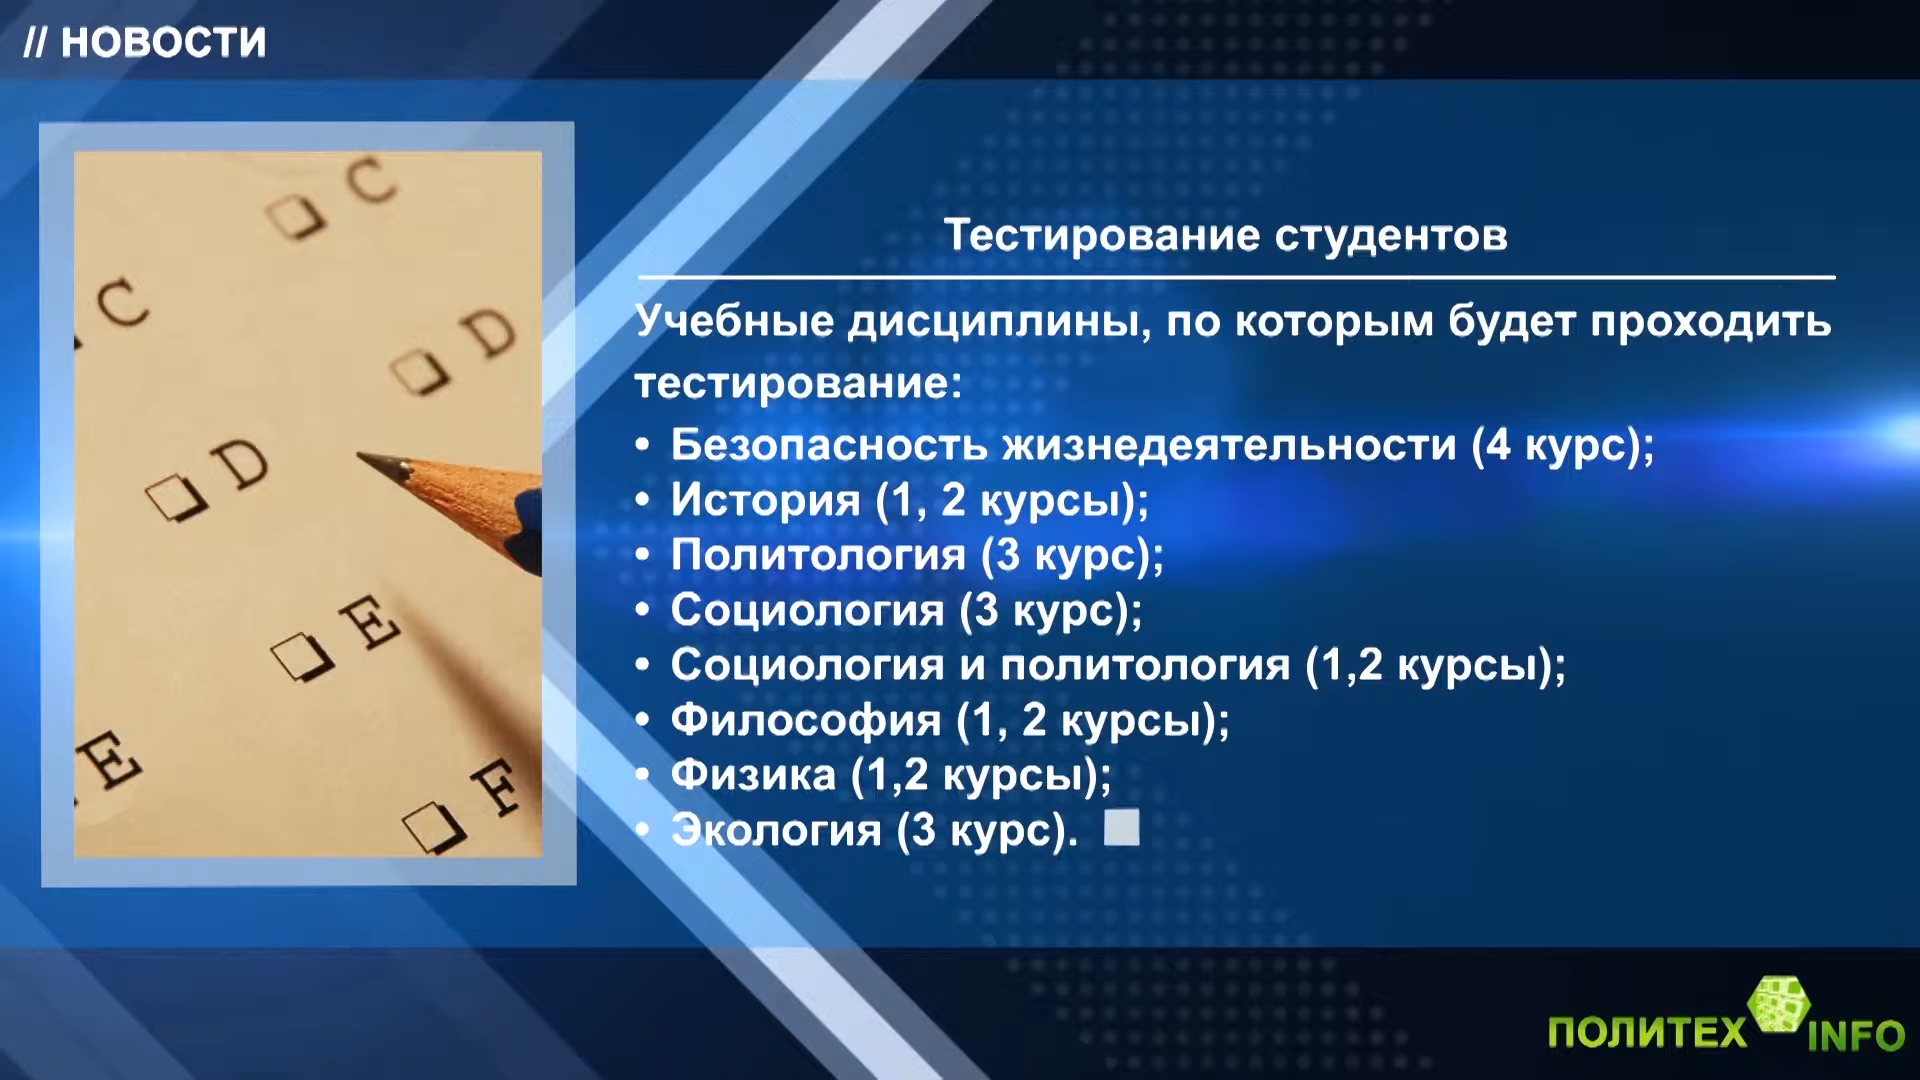 // НОВОСТИ
C
C
D
D
E
E
F
Тестирование студентов
Учебные дисциплины, по которым будет проходить
тестирование:
• Безопасность жизнедеятельности (4 курс);
• История (1, 2 курсы);
• Политология (3 курс);
• Социология (3 курс);
• Социология и политология (1,2 курсы);
• Философия (1, 2 курсы);
• Физика (1,2 курсы);
• Экология (3 курс).
ПОЛИТЕХ INFO